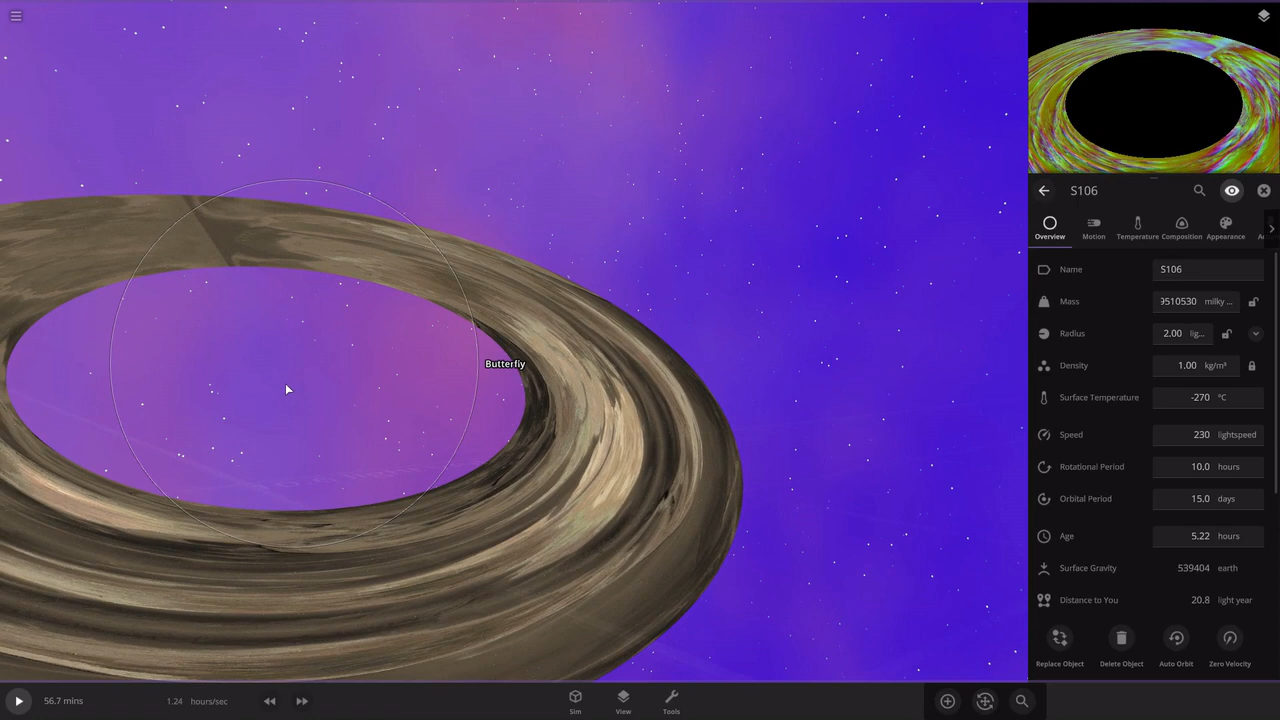 S106
Overview
Motion
Temperature
Composition
Appearance
Name S106
Mass 9510530 milky ...
Radius 2.00 lig...
Density 1.00 kg/m³
Surface Temperature -270 °C
Speed 230 lightspeed
Rotational Period 10.0 hours
Orbital Period 15.0 days
Age 5.22 hours
Surface Gravity 539404 earth
Distance to You 20.8 light year
Replace Object
Delete Object
Auto Orbit
Zero Velocity
Butterfly
56.7 mins
1.24 hours/sec
Sim
View
Tools